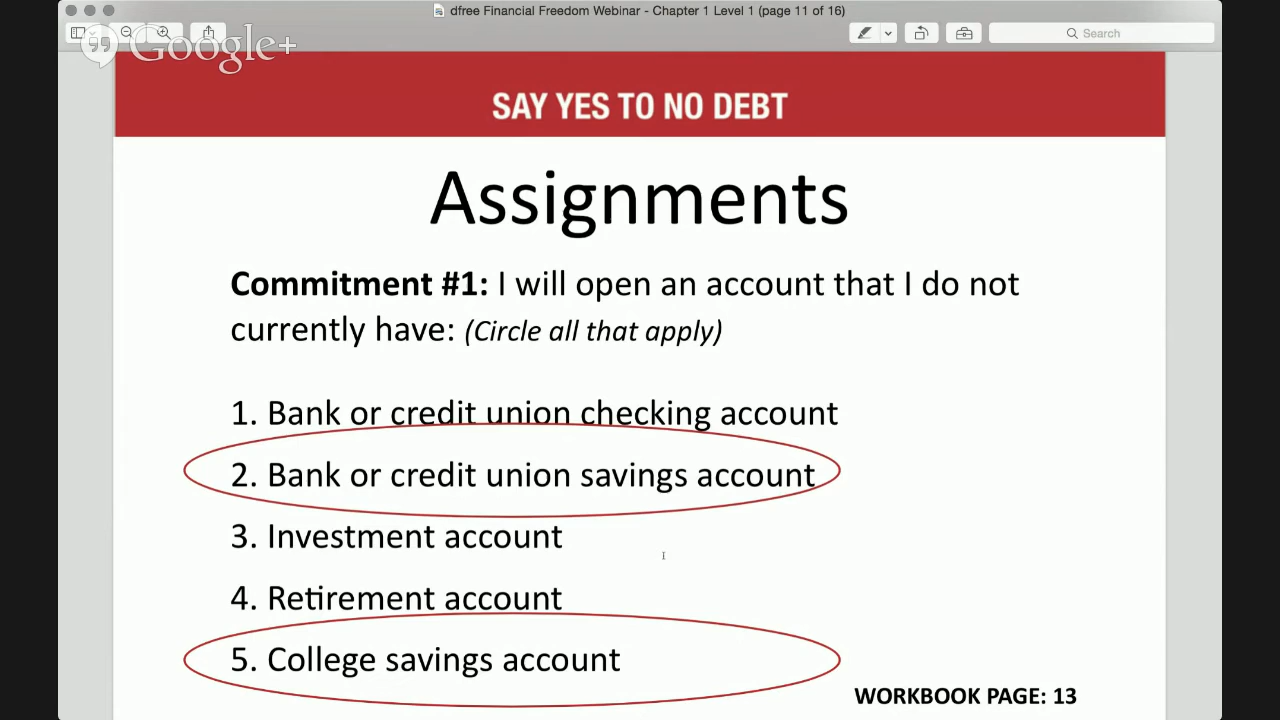 dfree Financial Freedom Webinar - Chapter 1 Level 1 (page 11 of 16)
Google+
Search
SAY YES TO NO DEBT
Assignments
Commitment #1: I will open an account that I do not
currently have: (Circle all that apply)
1. Bank or credit union checking account
2. Bank or credit union savings account
3. Investment account
4. Retirement account
5. College savings account
WORKBOOK PAGE: 13